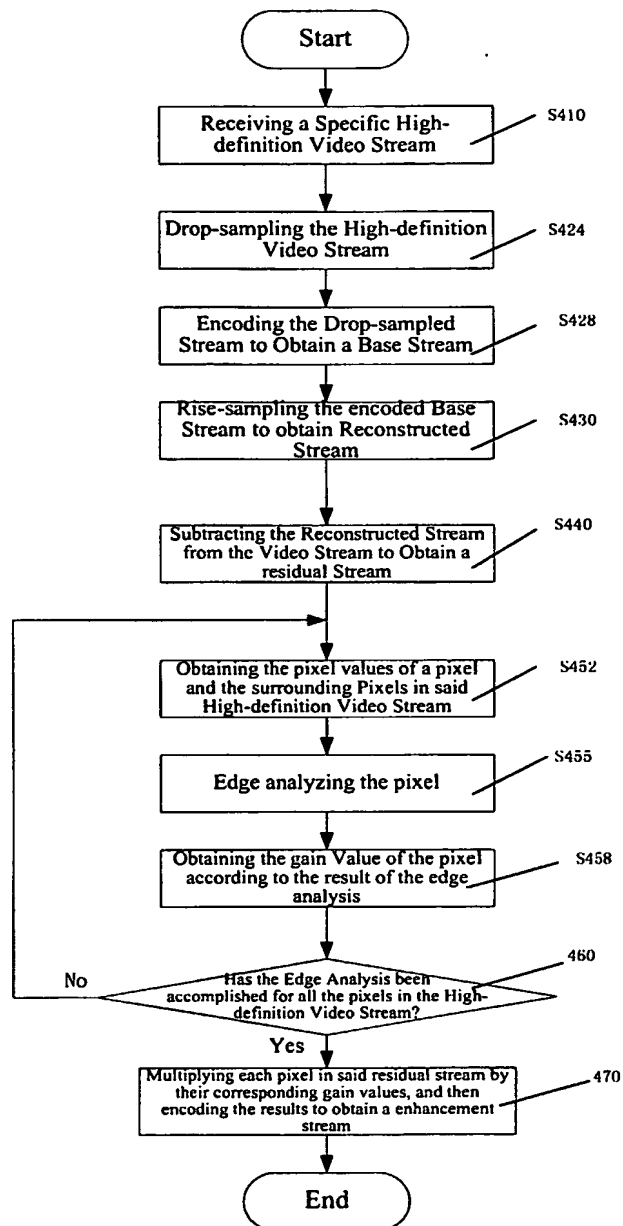 Start
Receiving a Specific High-
definition Video Stream
S410
Drop-sampling the High-definition
Video Stream
S424
Encoding the Drop-sampled
Stream to Obtain a Base Stream
S428
Rise-sampling the encoded Base
Stream to obtain Reconstructed
Stream
S430
Subtracting the Reconstructed Stream
from the Video Stream to Obtain a
residual Stream
S440
Obtaining the pixel values of a pixel
and the surrounding Pixels in said
High-definition Video Stream
S452
Edge analyzing the pixel
S455
Obtaining the gain Value of the pixel
according to the result of the edge
analysis
S458
Has the Edge Analysis been
accomplished for all the pixels in the High-
definition Video Stream?
460
No
Yes
Multiplying each pixel in said residual stream by
their corresponding gain values, and then
encoding the results to obtain a enhancement
stream
470
End